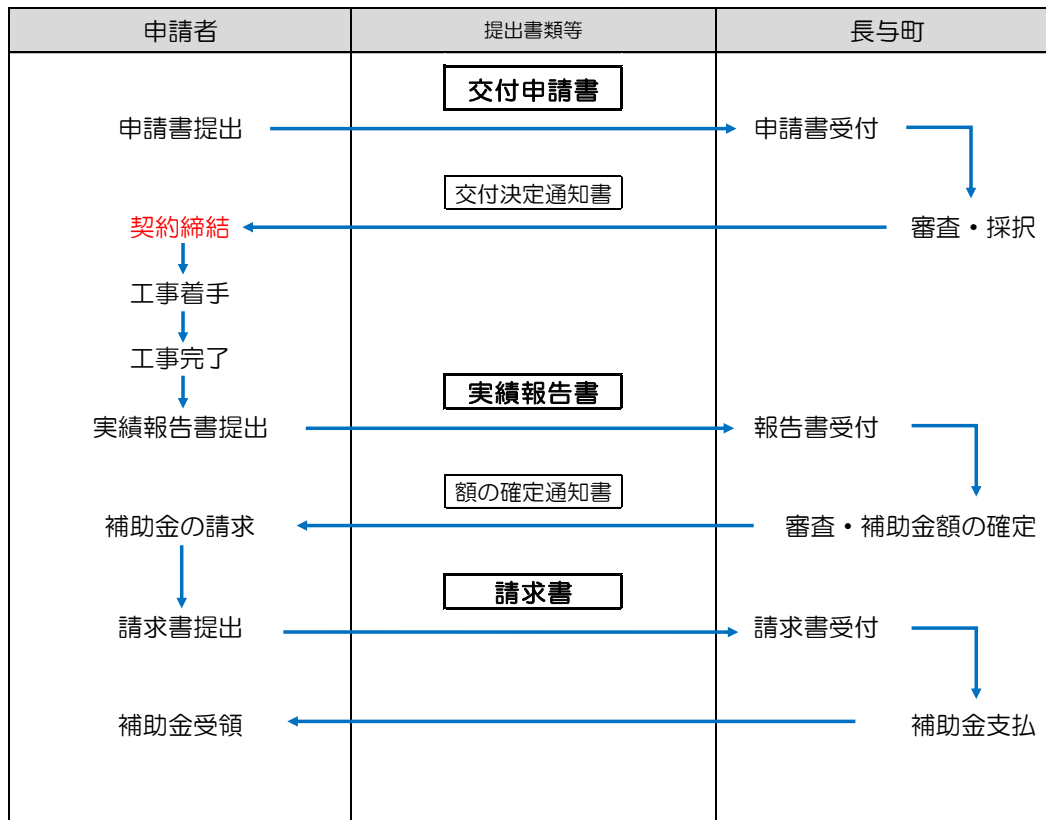 申請者 提出書類等 長与町
交付申請書
申請書提出 申請書受付
交付決定通知書
契約締結 審査・採択
工事着手
工事完了
実績報告書
実績報告書提出 報告書受付
額の確定通知書
補助金の請求 審査・補助金額の確定
請求書
請求書提出 請求書受付
補助金受領 補助金支払